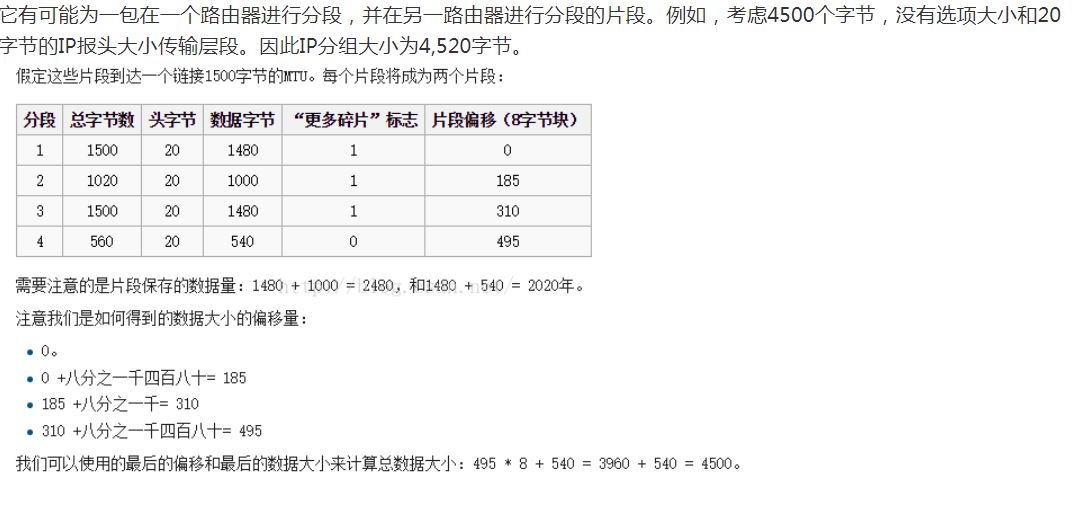 它有可能为一包在一个路由器进行分段，并在另一路由器进行分段的片段。例如，考虑4500个字节，没有选项大小和20
字节的IP报头大小传输层段。因此IP分组大小为4,520字节。
假定这些片段到达一个链接1500字节的MTU。每个片段将成为两个片段：
分段 总字节数 头字节 数据字节 “更多碎片”标志 片段偏移（8字节块）
1 1500 20 1480 1 0
2 1020 20 1000 1 185
3 1500 20 1480 1 310
4 560 20 540 0 495
需要注意的是片段保存的数据量：1480 + 1000 = 2480，和1480 + 540 = 2020年。
注意我们是如何得到的数据大小的偏移量：
• 0。
• 0 +八分之一千四百八十= 185
• 185 +八分之一千= 310
• 310 +八分之一千四百八十= 495
我们可以使用的最后的偏移和最后的数据大小来计算总数据大小：495 * 8 + 540 = 3960 + 540 = 4500。